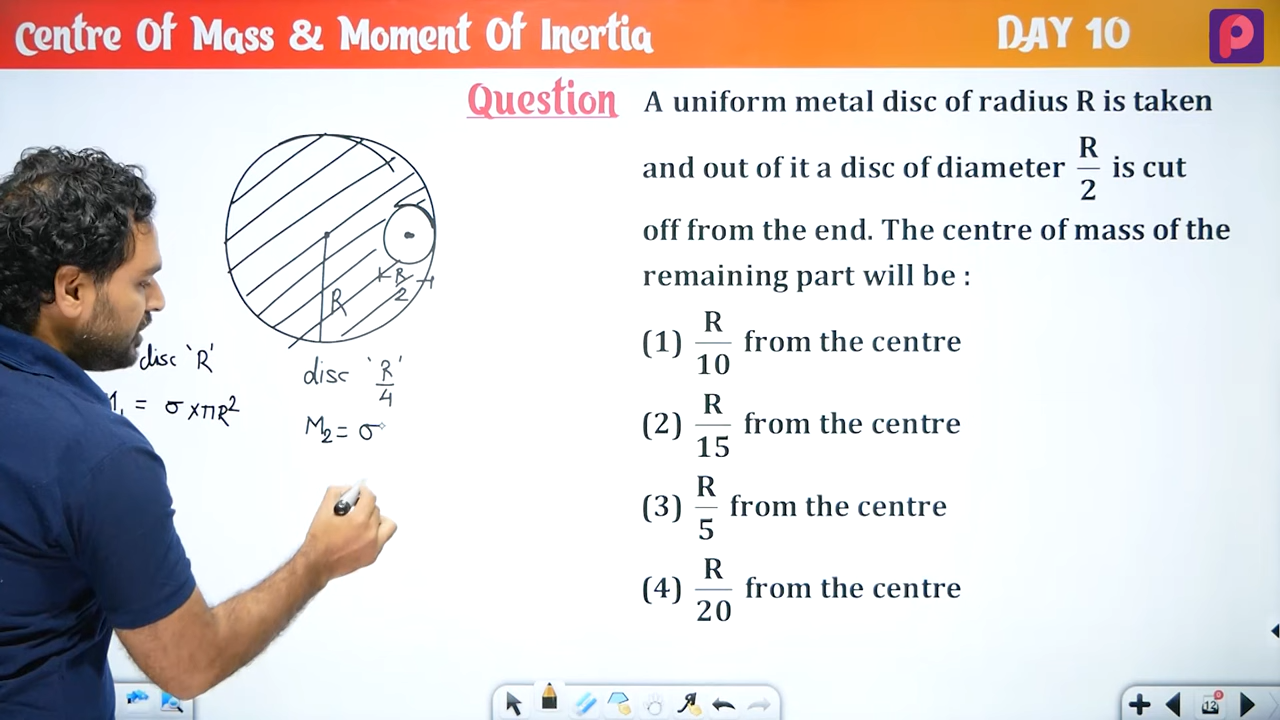 Centre Of Mass & Moment Of Inertia
DAY 10
Question
A uniform metal disc of radius R is taken
and out of it a disc of diameter R/2 is cut
off from the end. The centre of mass of the
remaining part will be :
(1) R/10 from the centre
(2) R/15 from the centre
(3) R/5 from the centre
(4) R/20 from the centre
R
R/2
disc 'R'
= σ × πR²
disc 'R/4'
M₂ = σ
12